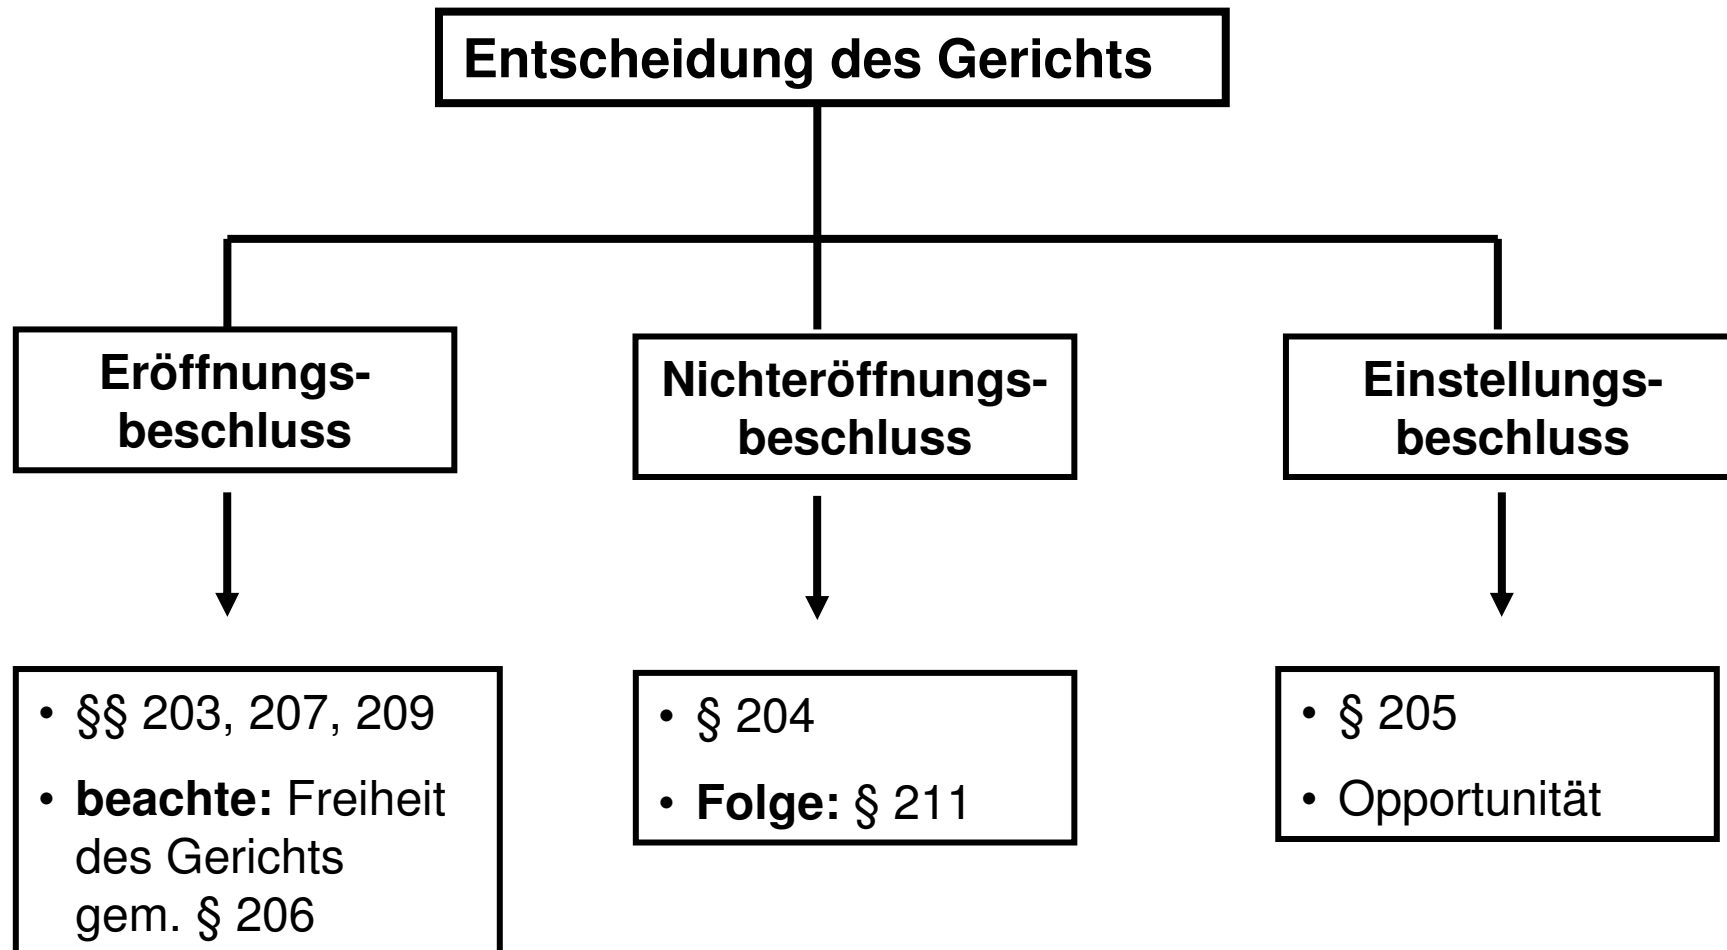 Entscheidung des Gerichts
Eröffnungs-
beschluss
Nichteröffnungs-
beschluss
Einstellungs-
beschluss
• §§ 203, 207, 209
• beachte: Freiheit
des Gerichts
gem. § 206
• § 204
• Folge: § 211
• § 205
• Opportunität